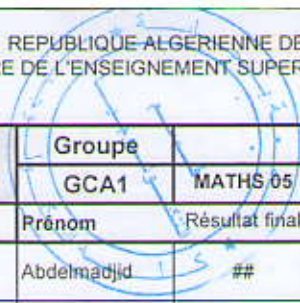 REPUBLIQUE ALGERIENNE DE
E DE L'ENSEIGNEMENT SUPER
Groupe
GCA1 MATHS 05
Prénom Résultat final
Abdelmadjid ##